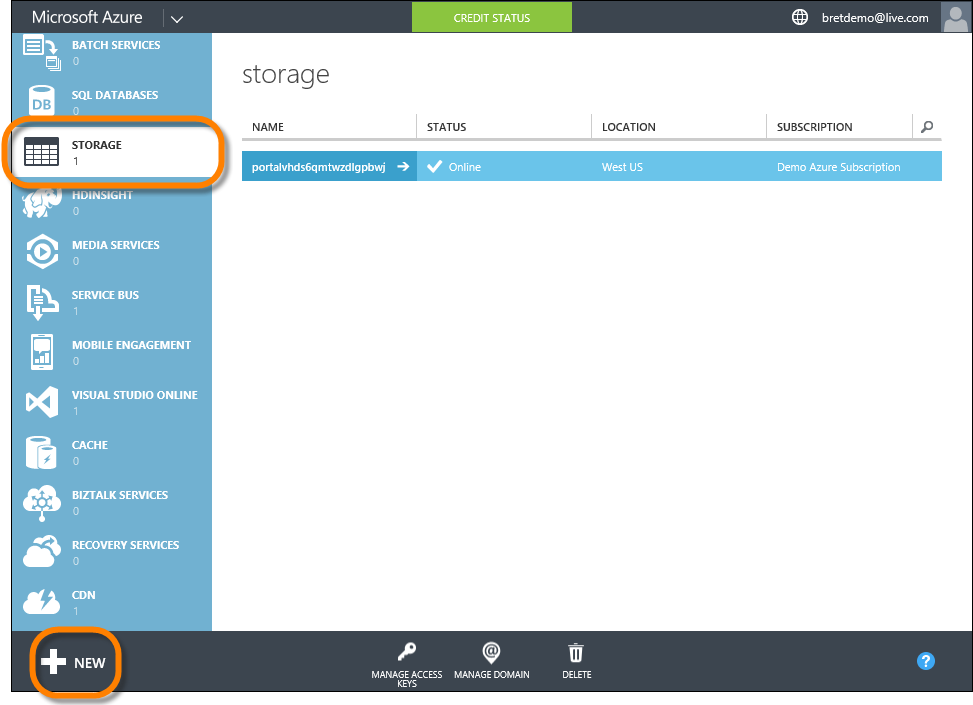 Microsoft Azure
CREDIT STATUS
bretdemo@live.com
BATCH SERVICES
0
SQL DATABASES
0
DB
STORAGE
1
HDINSIGHT
0
MEDIA SERVICES
0
SERVICE BUS
1
MOBILE ENGAGEMENT
0
VISUAL STUDIO ONLINE
1
CACHE
0
BIZTALK SERVICES
0
RECOVERY SERVICES
0
CDN
1
storage
NAME STATUS LOCATION SUBSCRIPTION
portalvhds6qmtwzdlgpbwj Online West US Demo Azure Subscription
NEW
MANAGE ACCESS
KEYS
MANAGE DOMAIN
DELETE
?